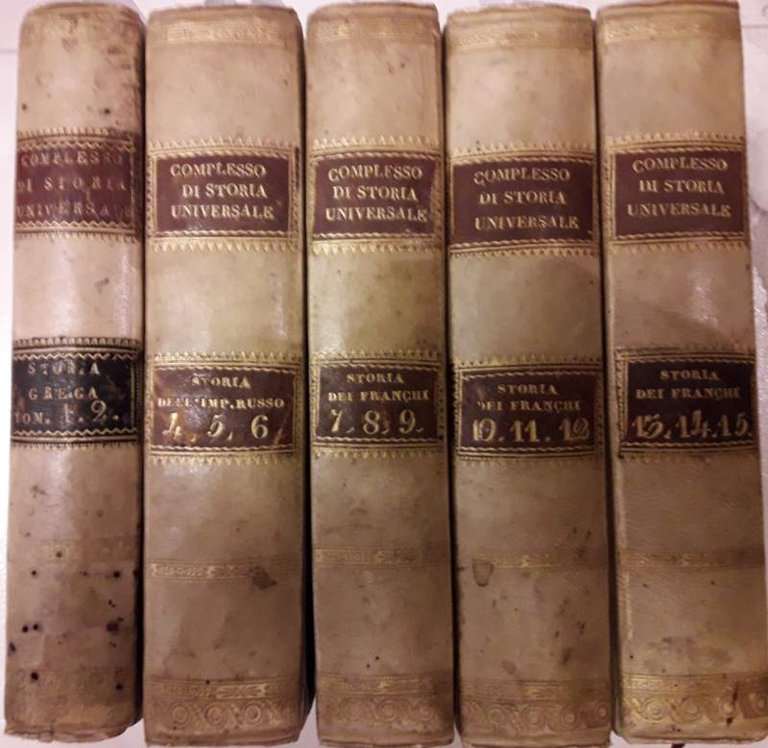 COMPLESSO
DI STORIA
UNIVERSALE
STORIA
GRECA
TOM. 1. 2.
COMPLESSO
DI STORIA
UNIVERSALE
STORIA
DELL'IMP. RUSSO
4. 5. 6
COMPLESSO
DI STORIA
UNIVERSALE
STORIA
DEI FRANCHI
7. 8. 9.
COMPLESSO
DI STORIA
UNIVERSALE
STORIA
DEI FRANCHI
10. 11. 12
COMPLESSO
DI STORIA
UNIVERSALE
STORIA
DEI FRANCHI
13. 14. 15